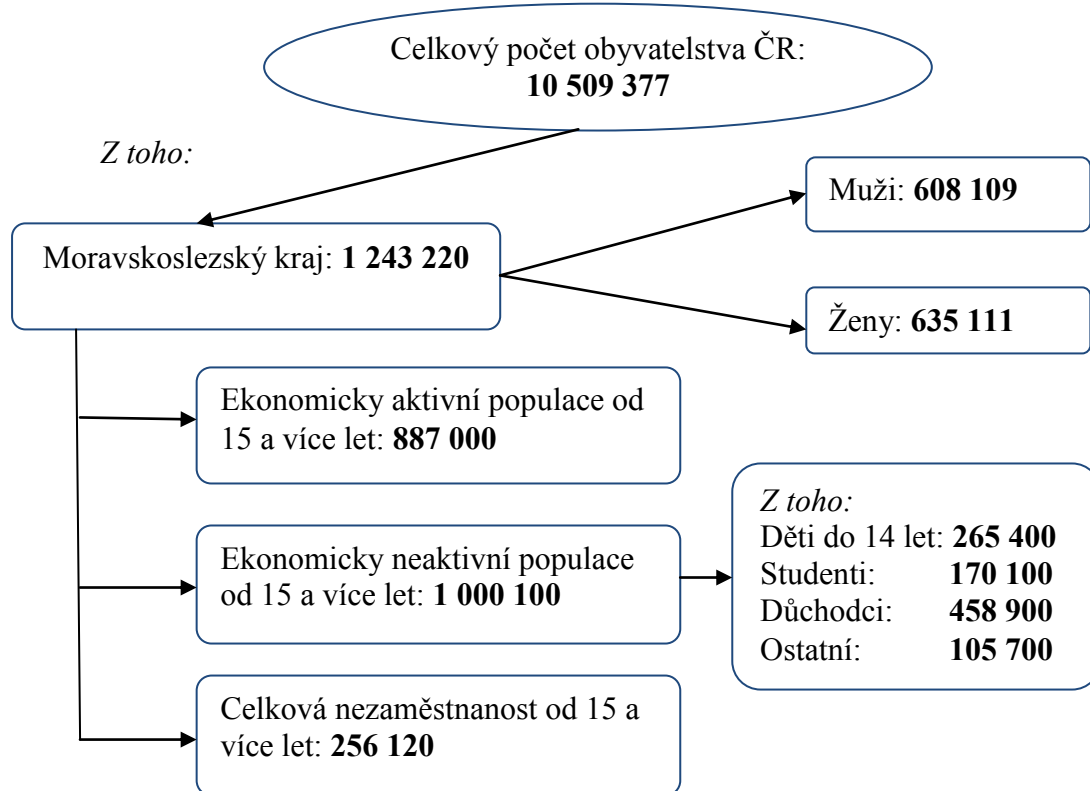 Celkový počet obyvatelstva ČR:
10 509 377
Z toho:
Muži: 608 109
Moravskoslezský kraj: 1 243 220
Ženy: 635 111
Ekonomicky aktivní populace od
15 a více let: 887 000
Ekonomicky neaktivní populace
od 15 a více let: 1 000 100
Z toho:
Děti do 14 let: 265 400
Studenti: 170 100
Důchodci: 458 900
Ostatní: 105 700
Celková nezaměstnanost od 15 a
více let: 256 120